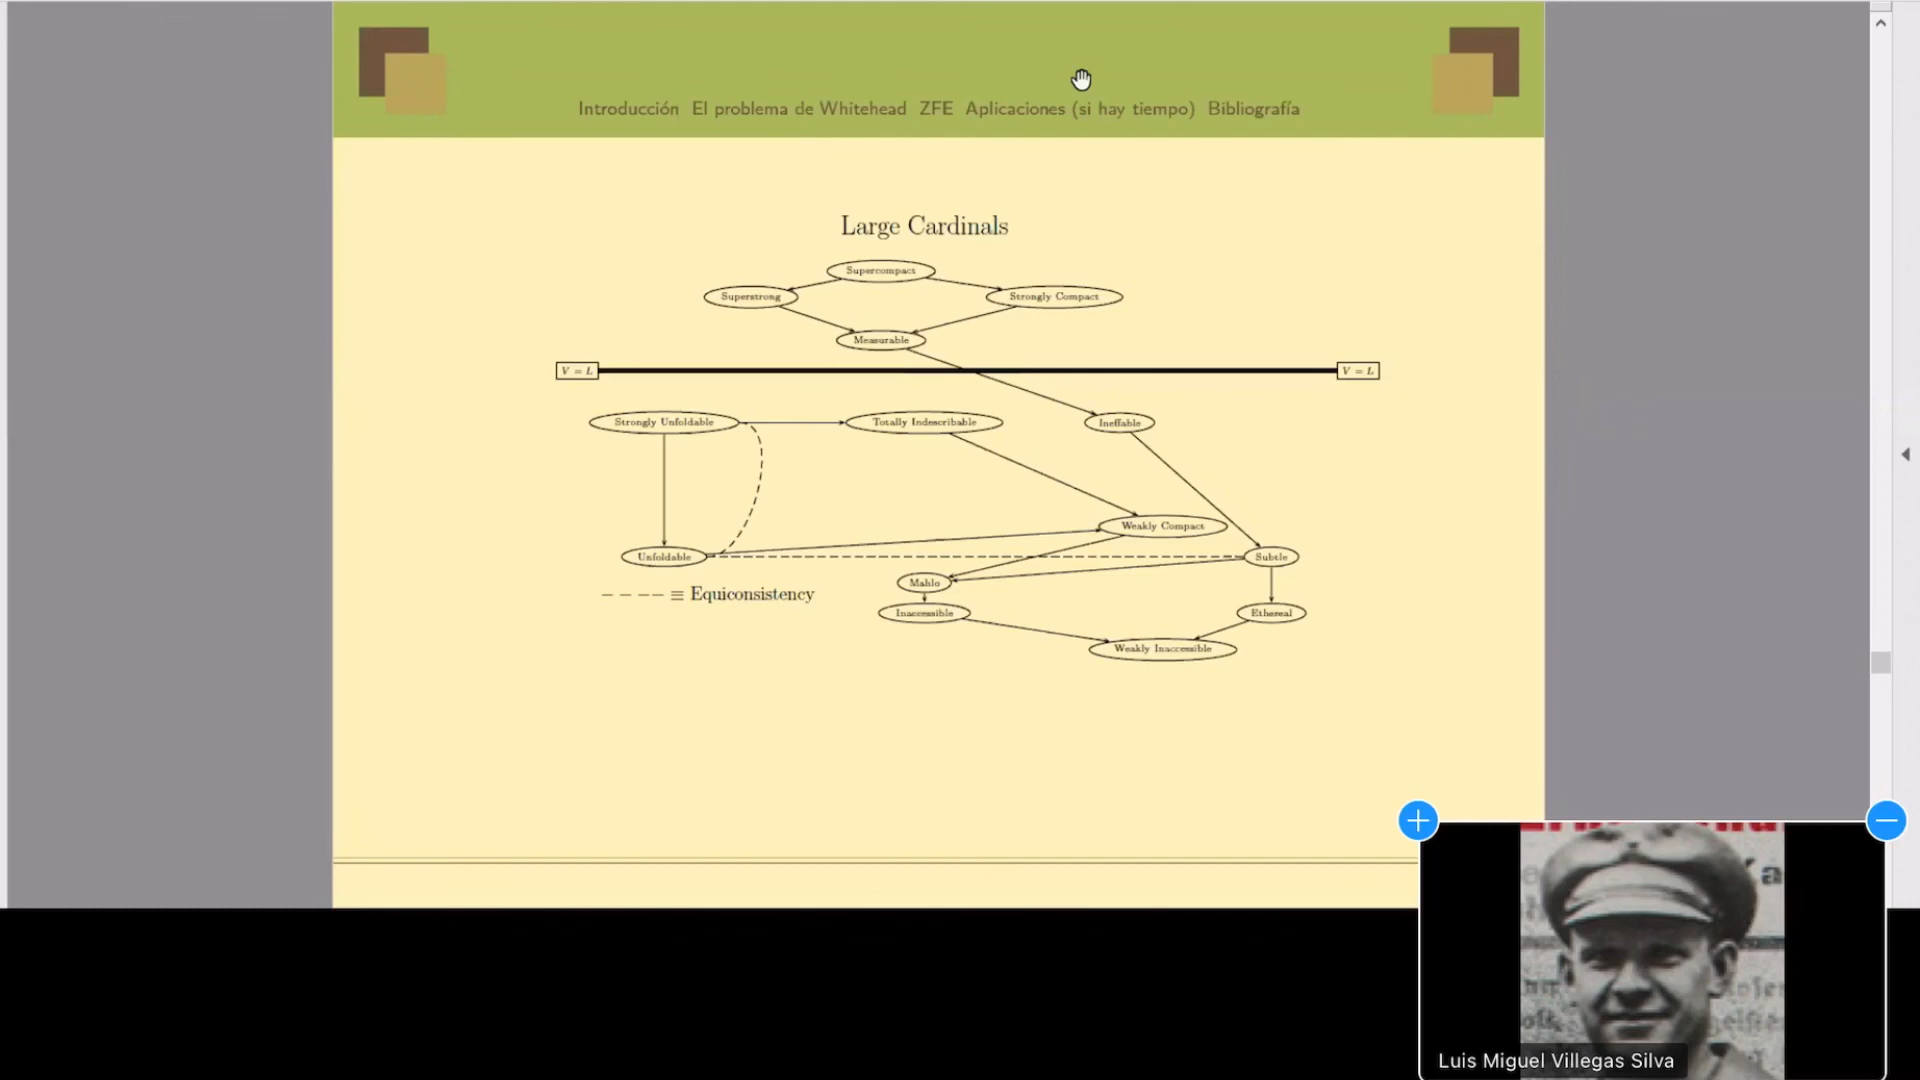 Introducción El problema de Whitehead ZFE Aplicaciones (si hay tiempo) Bibliografía
Large Cardinals
Supercompact
Superstrong
Strongly Compact
Measurable
V = L
V = L
Strongly Unfoldable
Totally Indescribable
Ineffable
Weakly Compact
Unfoldable
Subtle
Mahlo
≡ Equiconsistency
Inaccessible
Ethereal
Weakly Inaccessible
Luis Miguel Villegas Silva